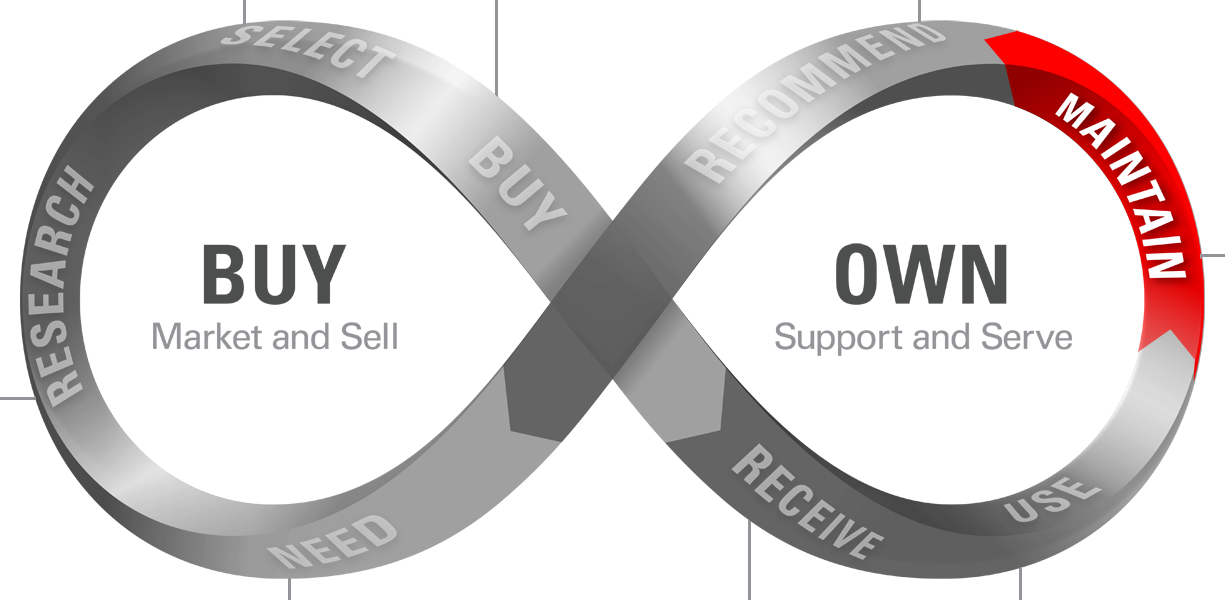 SELECT
BUY
RECOMMEND
MAINTAIN
RESEARCH
BUY
Market and Sell
OWN
Support and Serve
NEED
RECEIVE
USE